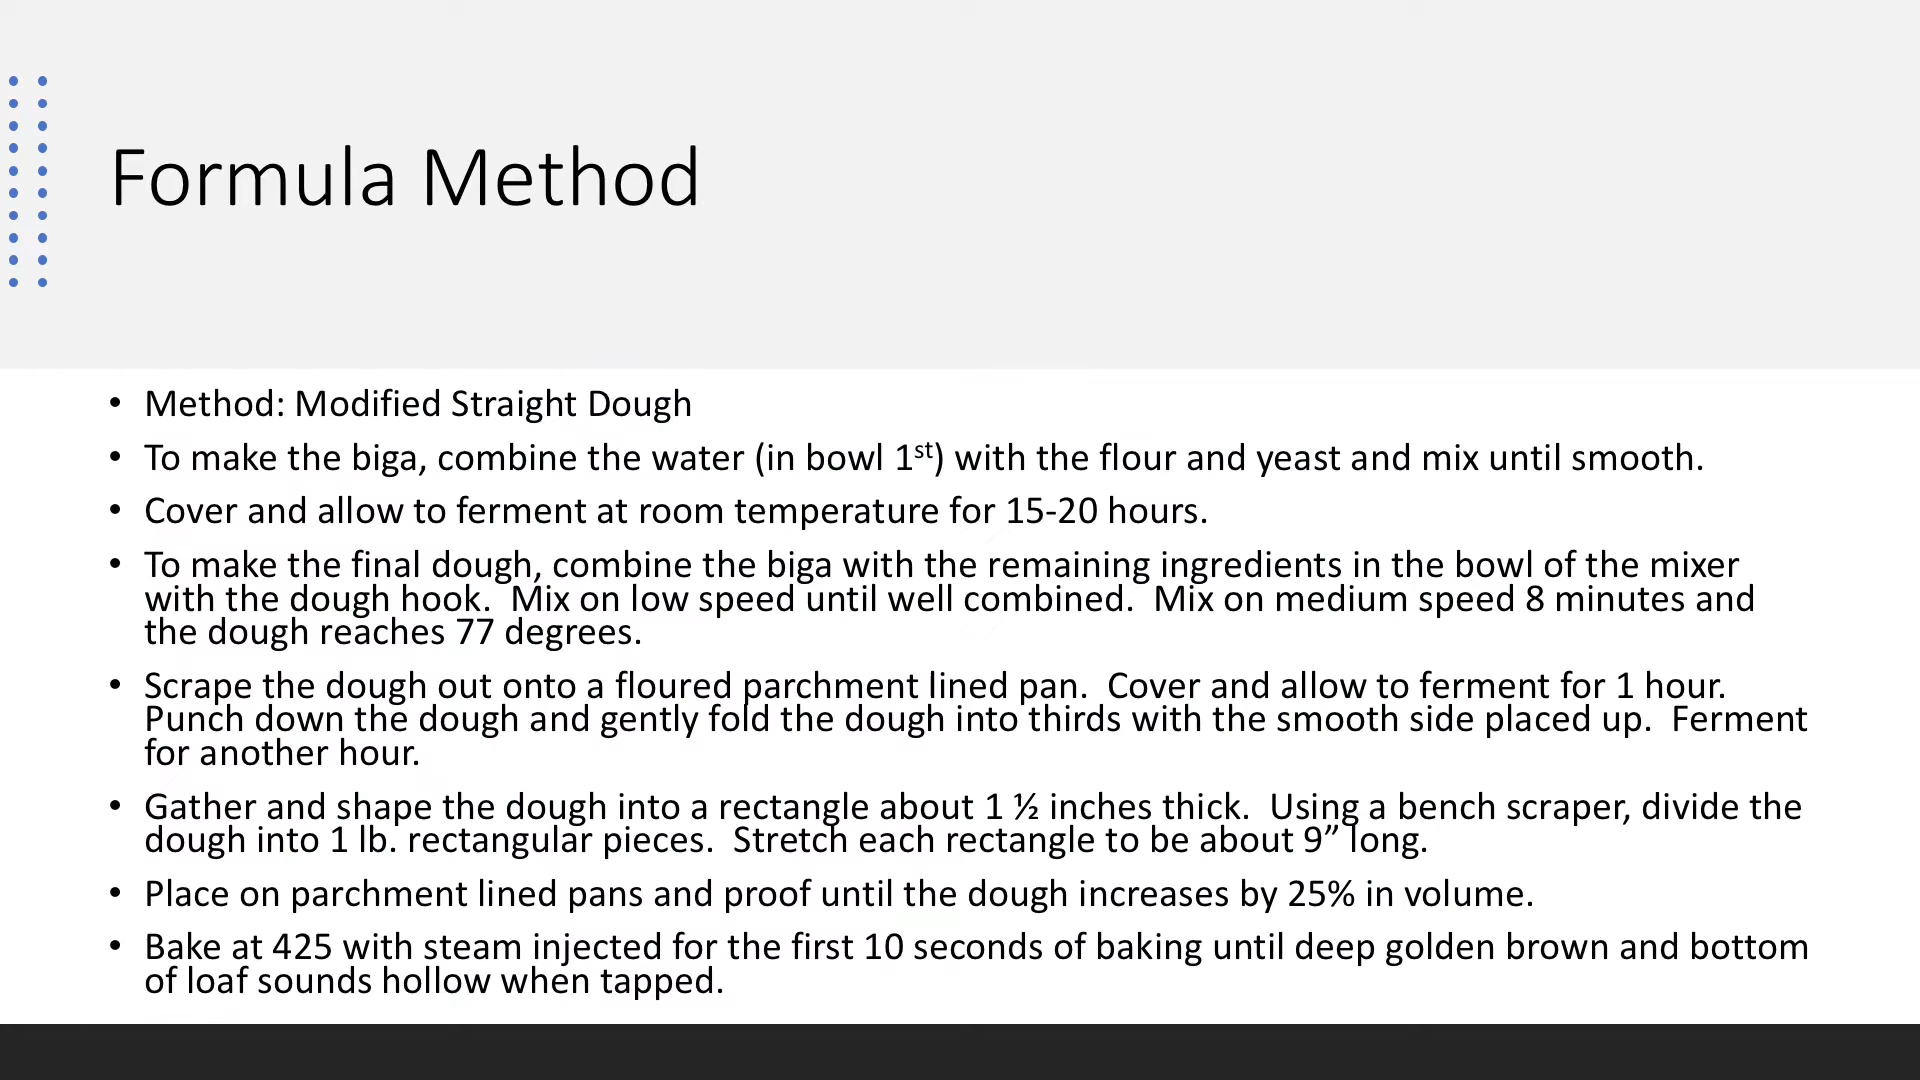 Formula Method
• Method: Modified Straight Dough
• To make the biga, combine the water (in bowl 1st) with the flour and yeast and mix until smooth.
• Cover and allow to ferment at room temperature for 15-20 hours.
• To make the final dough, combine the biga with the remaining ingredients in the bowl of the mixer
with the dough hook.  Mix on low speed until well combined.  Mix on medium speed 8 minutes and
the dough reaches 77 degrees.
• Scrape the dough out onto a floured parchment lined pan.  Cover and allow to ferment for 1 hour.
Punch down the dough and gently fold the dough into thirds with the smooth side placed up.  Ferment
for another hour.
• Gather and shape the dough into a rectangle about 1 ½ inches thick.  Using a bench scraper, divide the
dough into 1 lb. rectangular pieces.  Stretch each rectangle to be about 9” long.
• Place on parchment lined pans and proof until the dough increases by 25% in volume.
• Bake at 425 with steam injected for the first 10 seconds of baking until deep golden brown and bottom
of loaf sounds hollow when tapped.